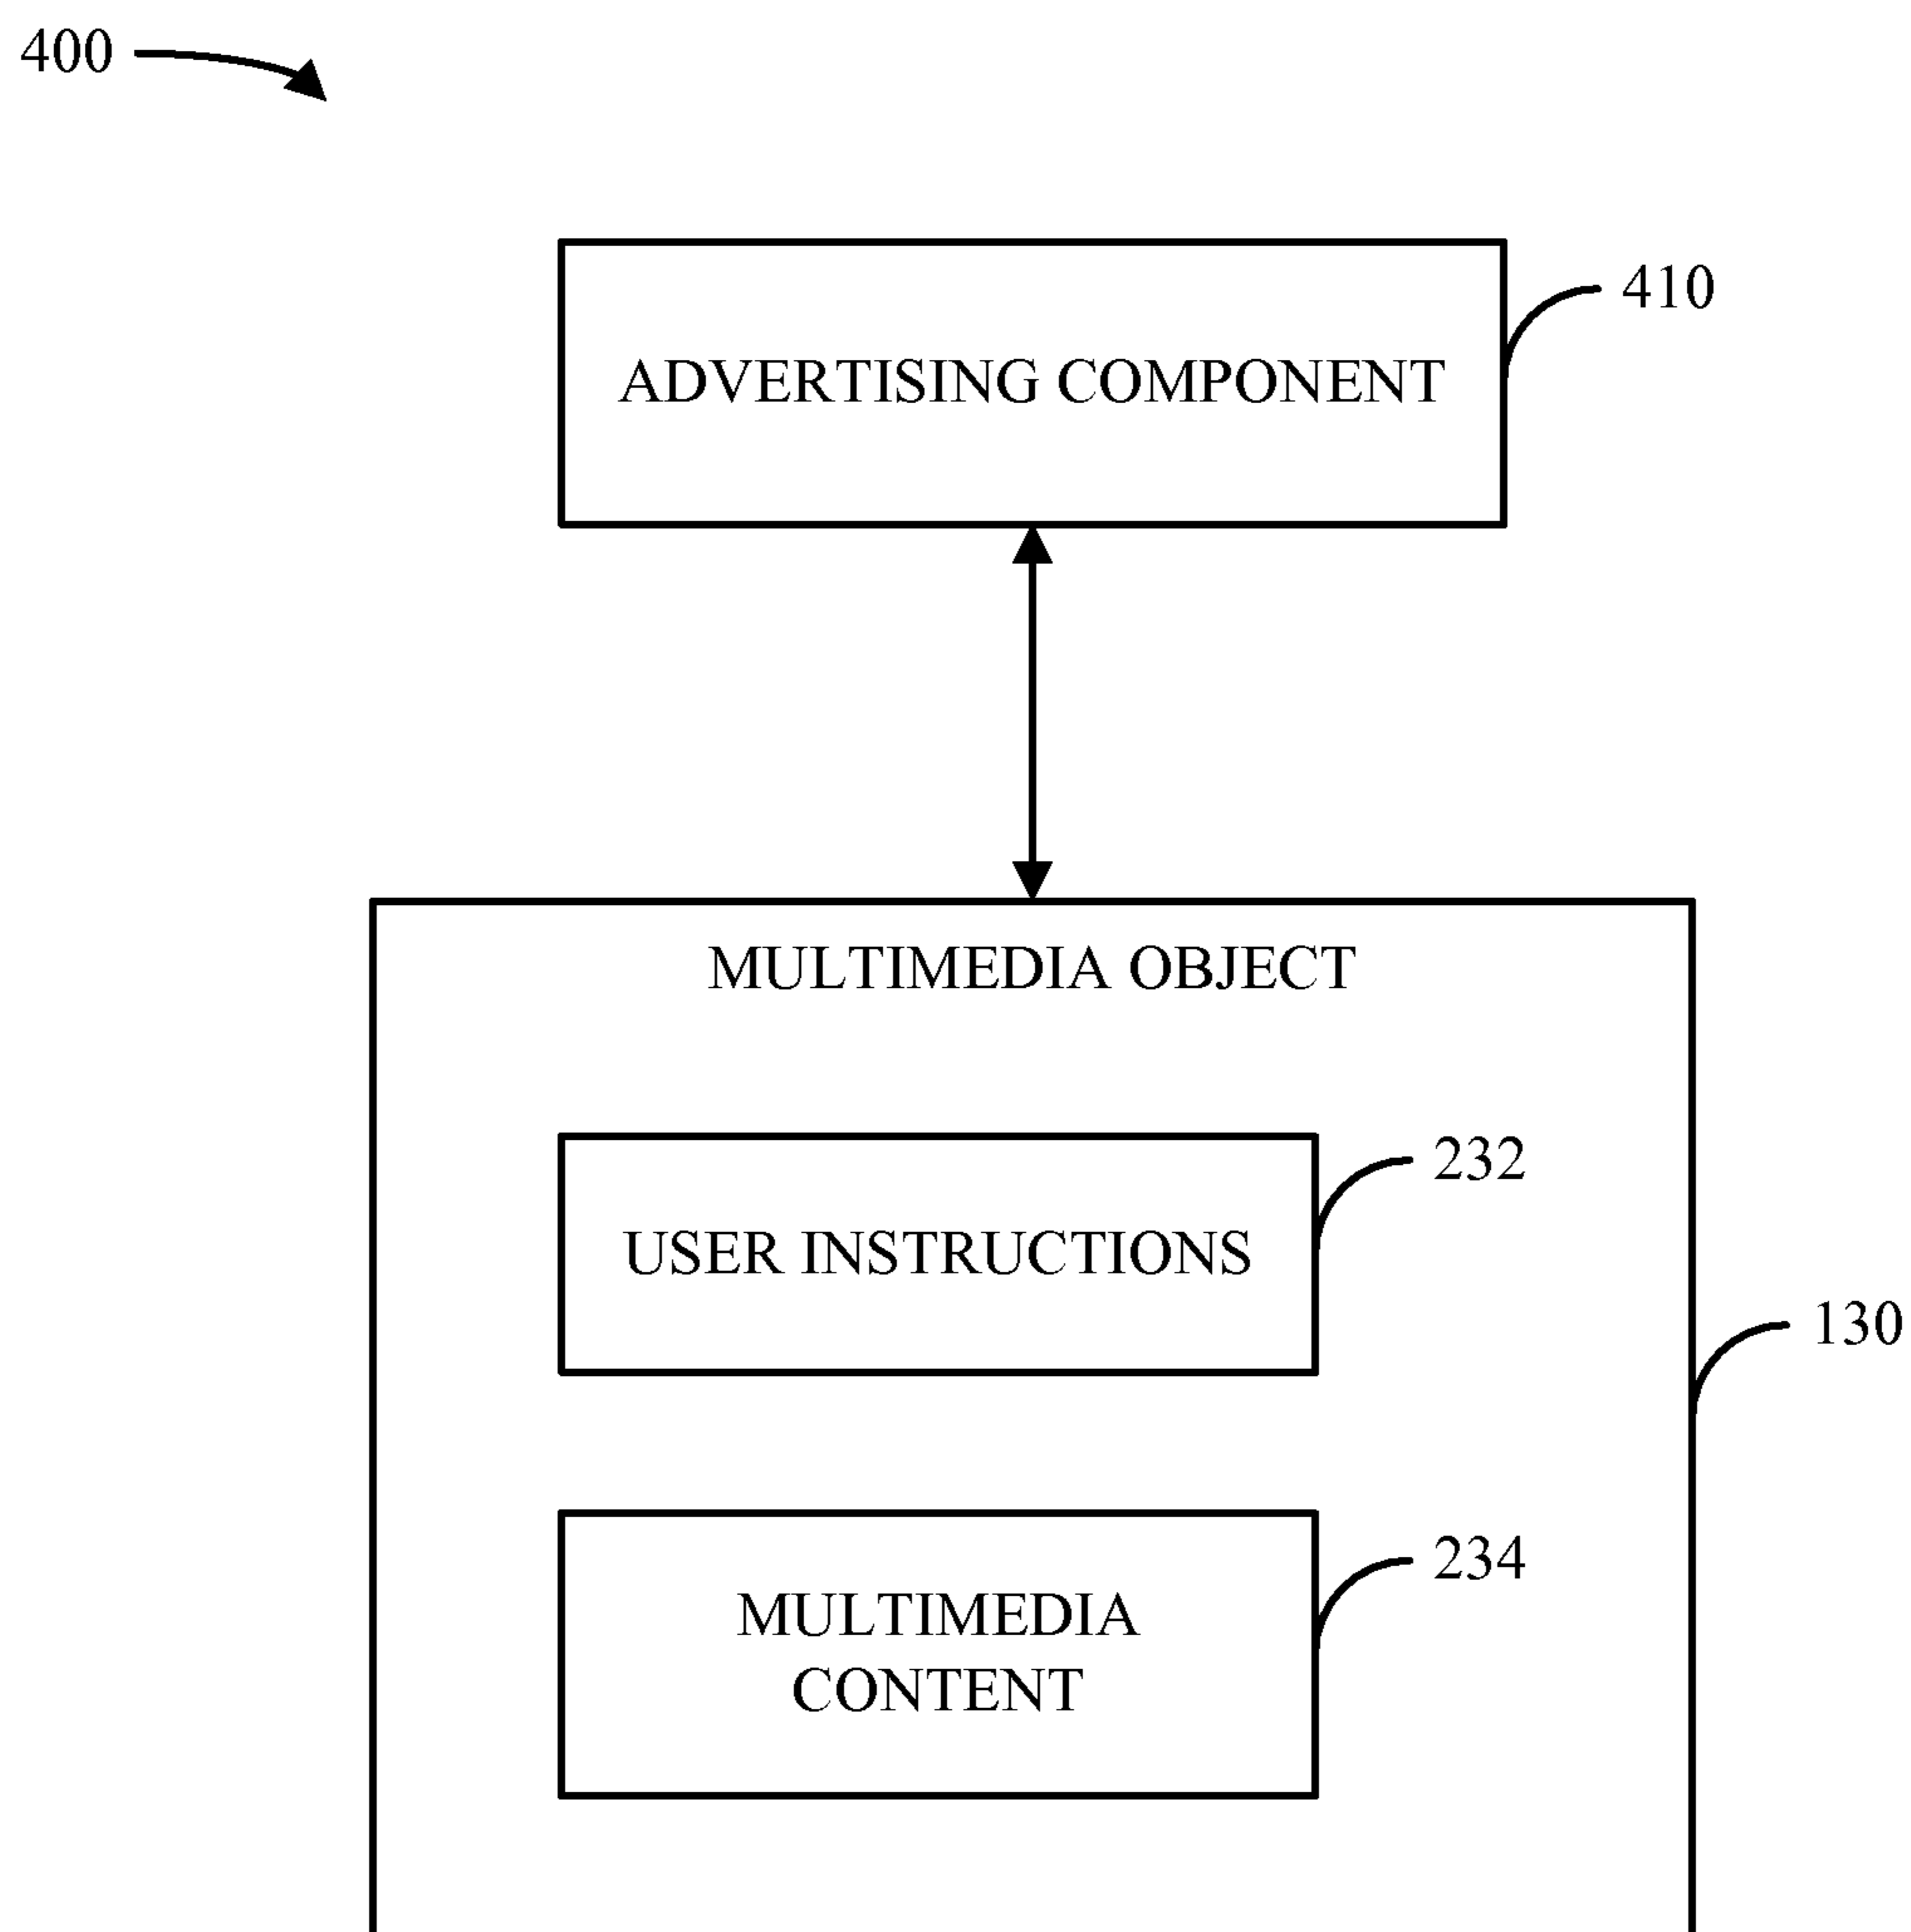 400
410
ADVERTISING COMPONENT
MULTIMEDIA OBJECT
232
USER INSTRUCTIONS
130
234
MULTIMEDIA
CONTENT